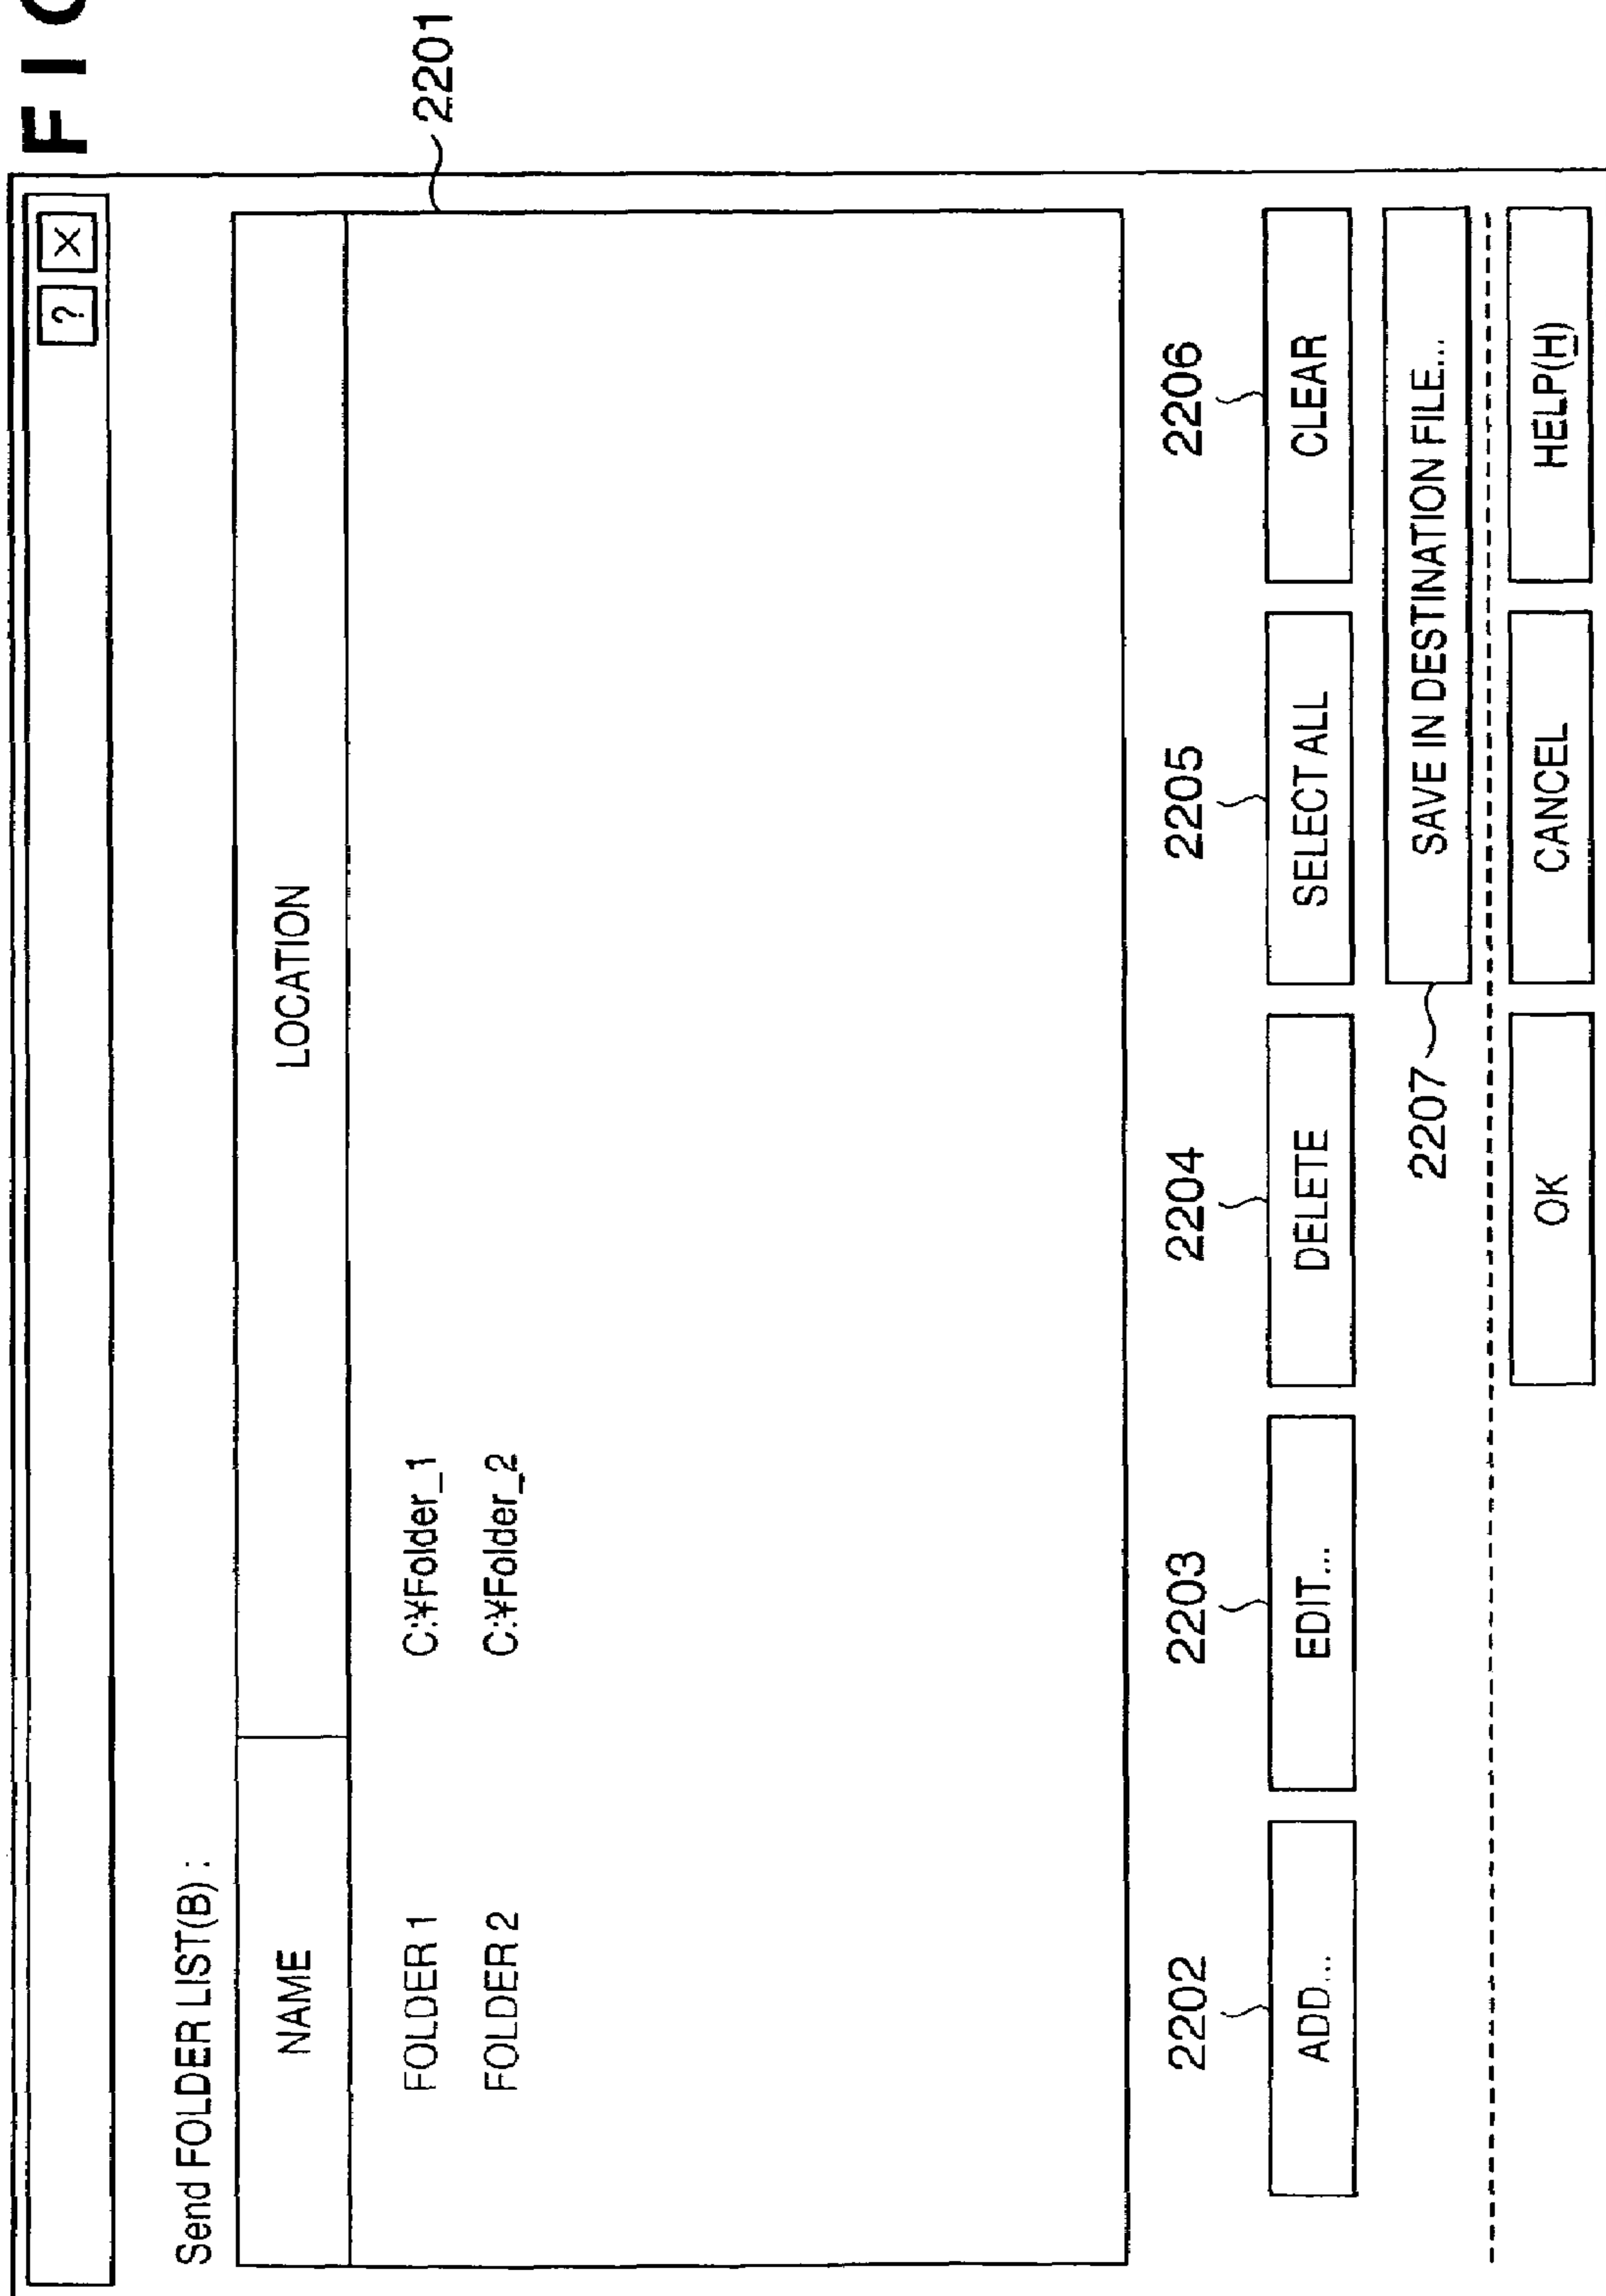 FIG
? X
2201
Send FOLDER LIST(B) :
NAME LOCATION
FOLDER 1 C:¥Folder_1
FOLDER 2 C:¥Folder_2
2202 2203 2204 2205 2206
ADD... EDIT... DELETE SELECT ALL CLEAR
2207 SAVE IN DESTINATION FILE...
OK CANCEL HELP(H)